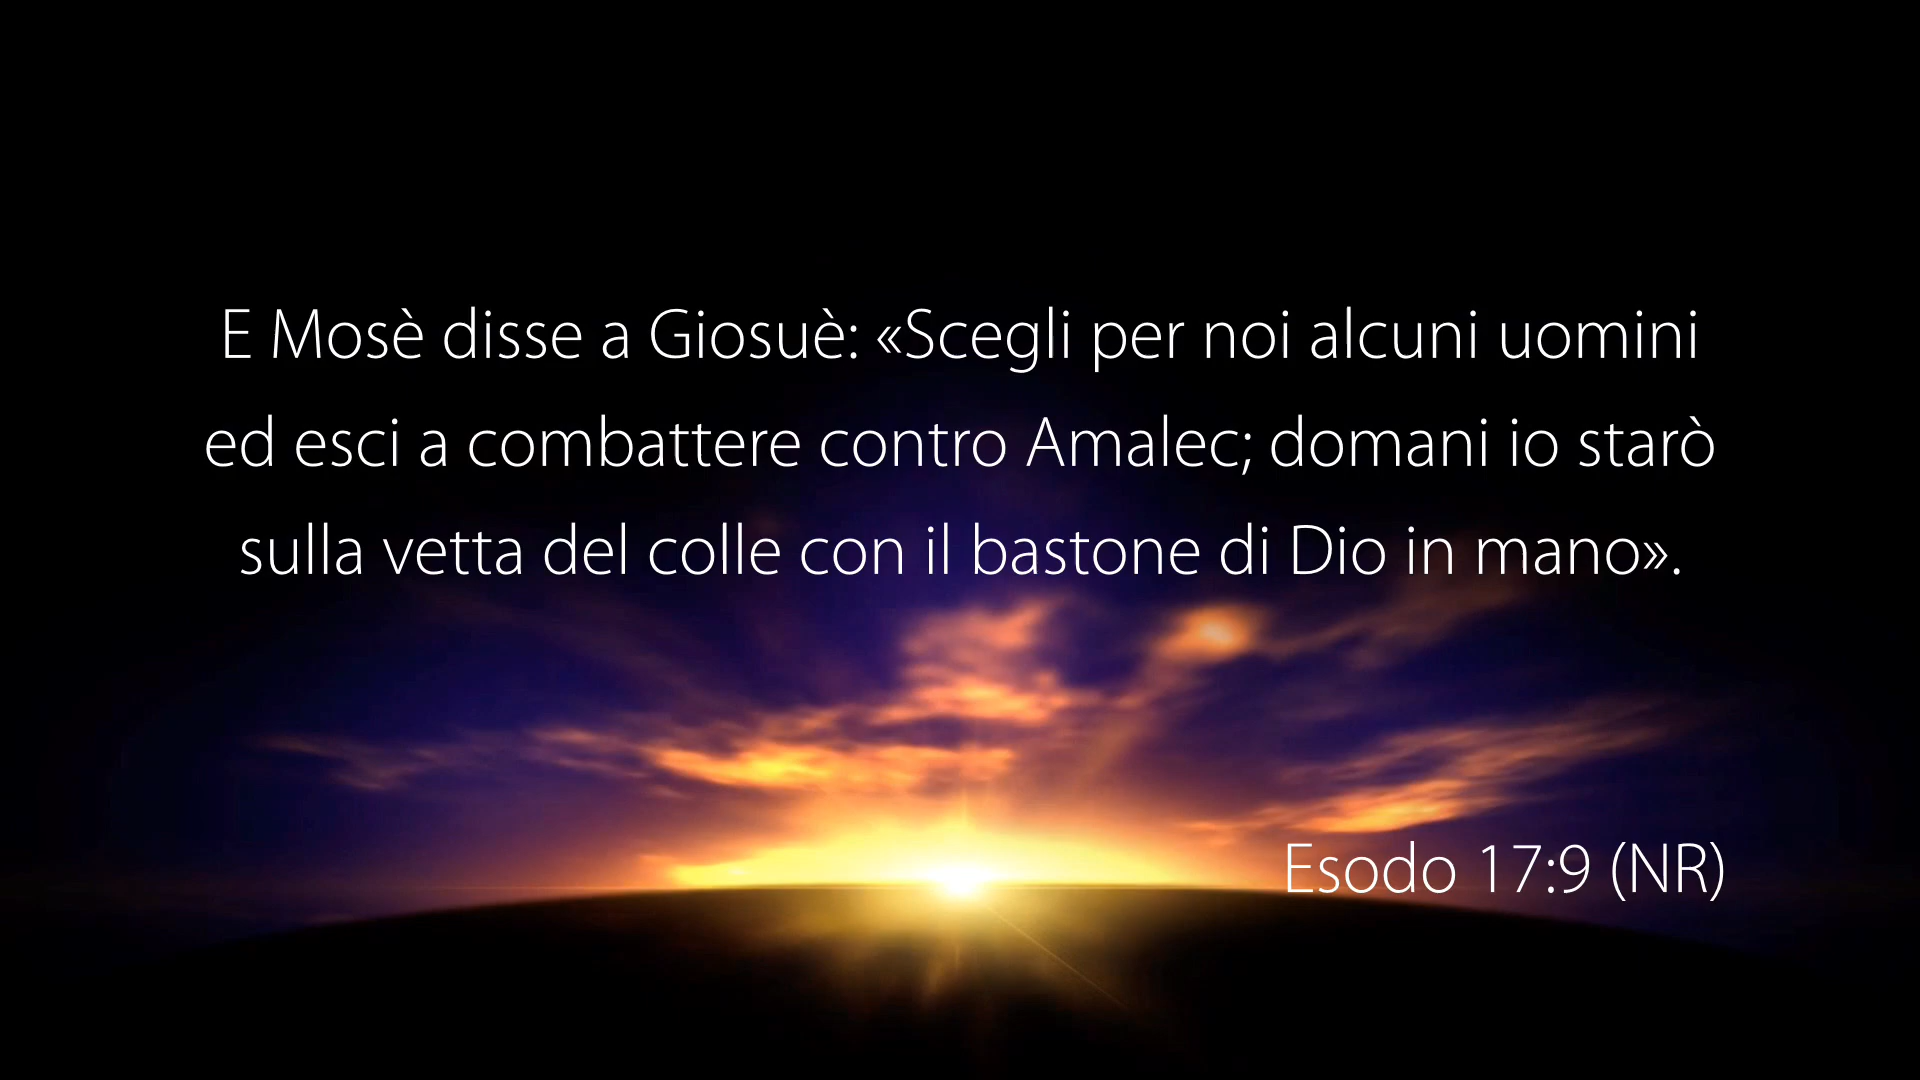 E Mosè disse a Giosuè: «Scegli per noi alcuni uomini
ed esci a combattere contro Amalec; domani io starò
sulla vetta del colle con il bastone di Dio in mano».
Esodo 17:9 (NR)